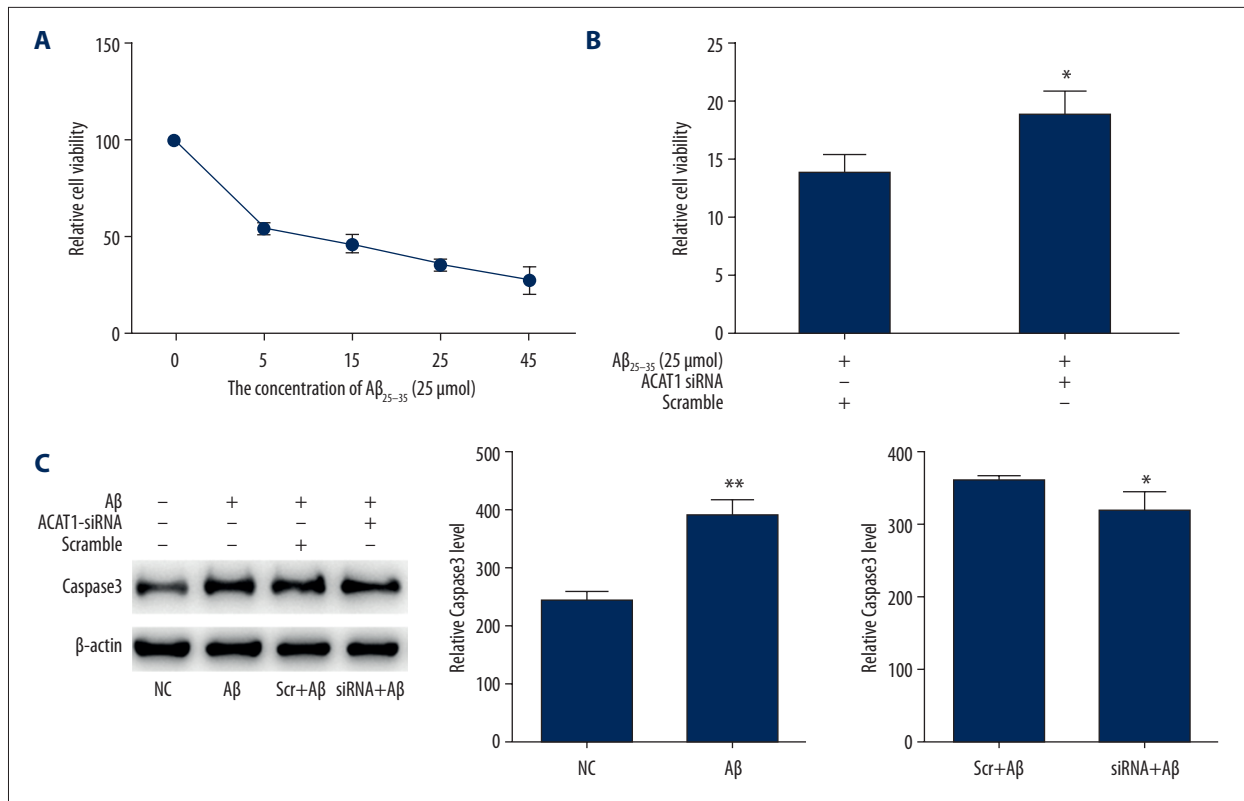 A
150
100
50
0
Relative cell viability
0 5 15 25 45
The concentration of Aβ25–35 (25 μmol)
B
25
20
15
10
5
0
Relative cell viability
*
Aβ25–35 (25 μmol) + +
ACAT1 siRNA – +
Scramble + –
C
Aβ – + + +
ACAT1-siRNA – – – +
Scramble – – + –
Caspase3
β-actin
NC Aβ Scr+Aβ siRNA+Aβ
500
400
300
200
100
0
Relative Caspase3 level
**
NC Aβ
400
300
200
100
0
Relative Caspase3 level
*
Scr+Aβ siRNA+Aβ